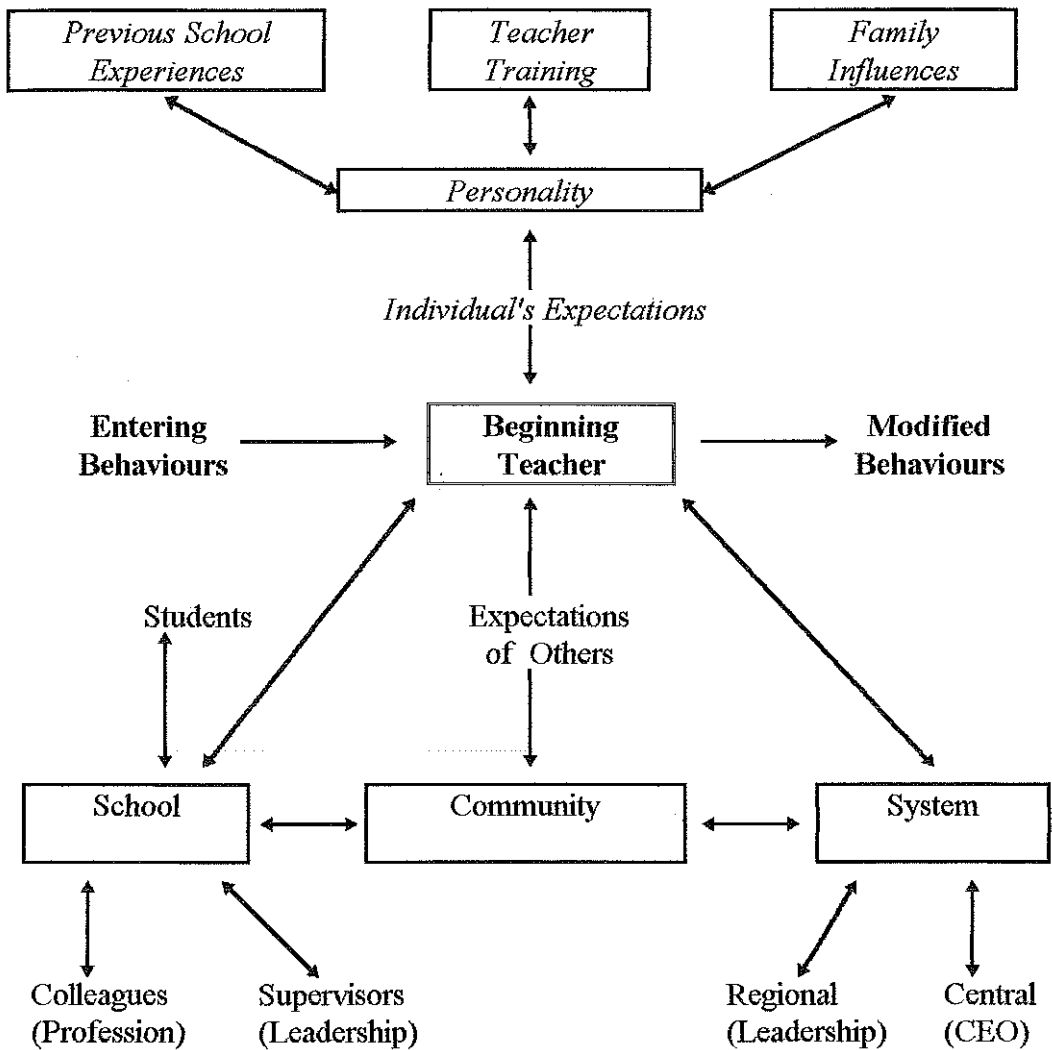 Previous School
Experiences
Teacher
Training
Family
Influences
Personality
Individual's Expectations
Entering
Behaviours
Beginning
Teacher
Modified
Behaviours
Students
Expectations
of Others
School
Community
System
Colleagues
(Profession)
Supervisors
(Leadership)
Regional
(Leadership)
Central
(CEO)